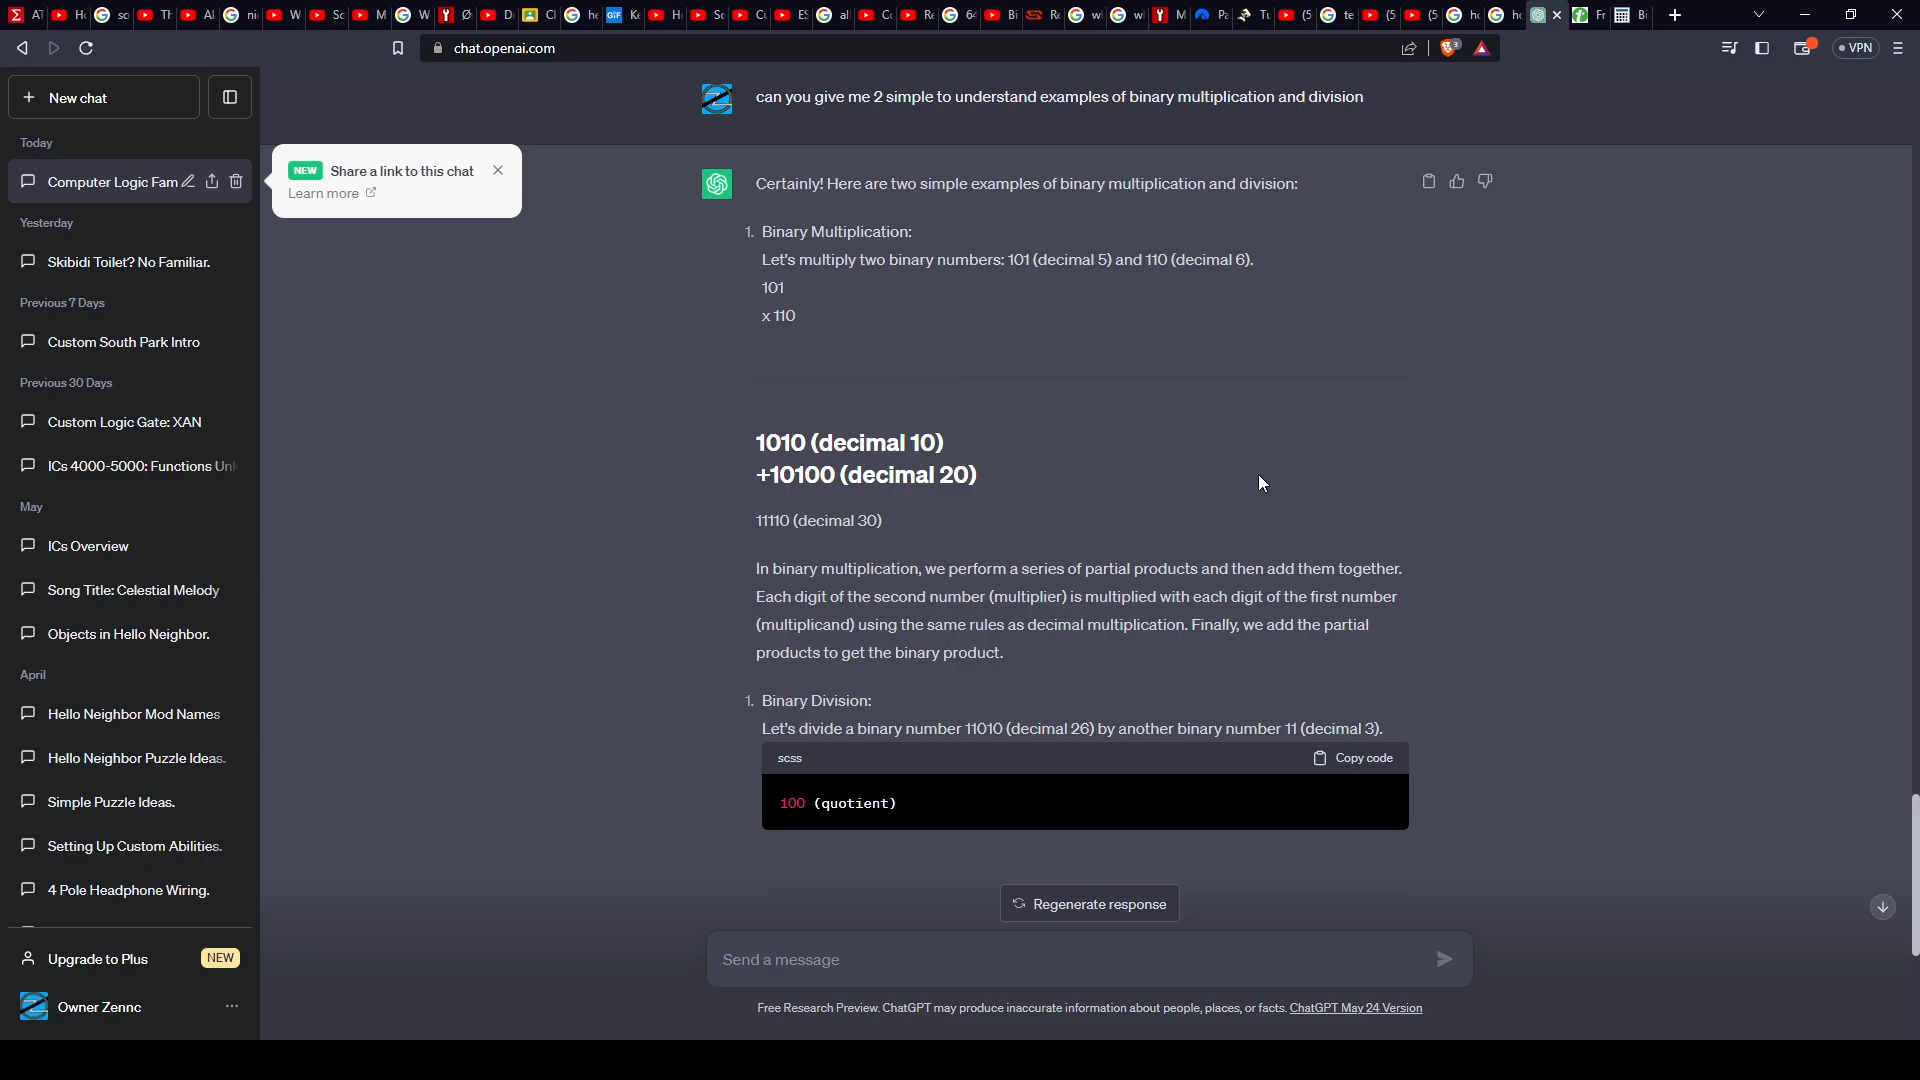 chat.openai.com
VPN
New chat
Today
Computer Logic Fam
Yesterday
Skibidi Toilet? No Familiar.
Previous 7 Days
Custom South Park Intro
Previous 30 Days
Custom Logic Gate: XAN
ICs 4000-5000: Functions Unk
May
ICs Overview
Song Title: Celestial Melody
Objects in Hello Neighbor.
April
Hello Neighbor Mod Names
Hello Neighbor Puzzle Ideas.
Simple Puzzle Ideas.
Setting Up Custom Abilities.
4 Pole Headphone Wiring.
Upgrade to Plus NEW
Owner Zennc
NEW Share a link to this chat
Learn more
can you give me 2 simple to understand examples of binary multiplication and division
Certainly! Here are two simple examples of binary multiplication and division:
1. Binary Multiplication:
Let's multiply two binary numbers: 101 (decimal 5) and 110 (decimal 6).
101
x 110
1010 (decimal 10)
+10100 (decimal 20)
11110 (decimal 30)
In binary multiplication, we perform a series of partial products and then add them together.
Each digit of the second number (multiplier) is multiplied with each digit of the first number
(multiplicand) using the same rules as decimal multiplication. Finally, we add the partial
products to get the binary product.
1. Binary Division:
Let's divide a binary number 11010 (decimal 26) by another binary number 11 (decimal 3).
scss Copy code
100 (quotient)
Regenerate response
Send a message
Free Research Preview. ChatGPT may produce inaccurate information about people, places, or facts. ChatGPT May 24 Version